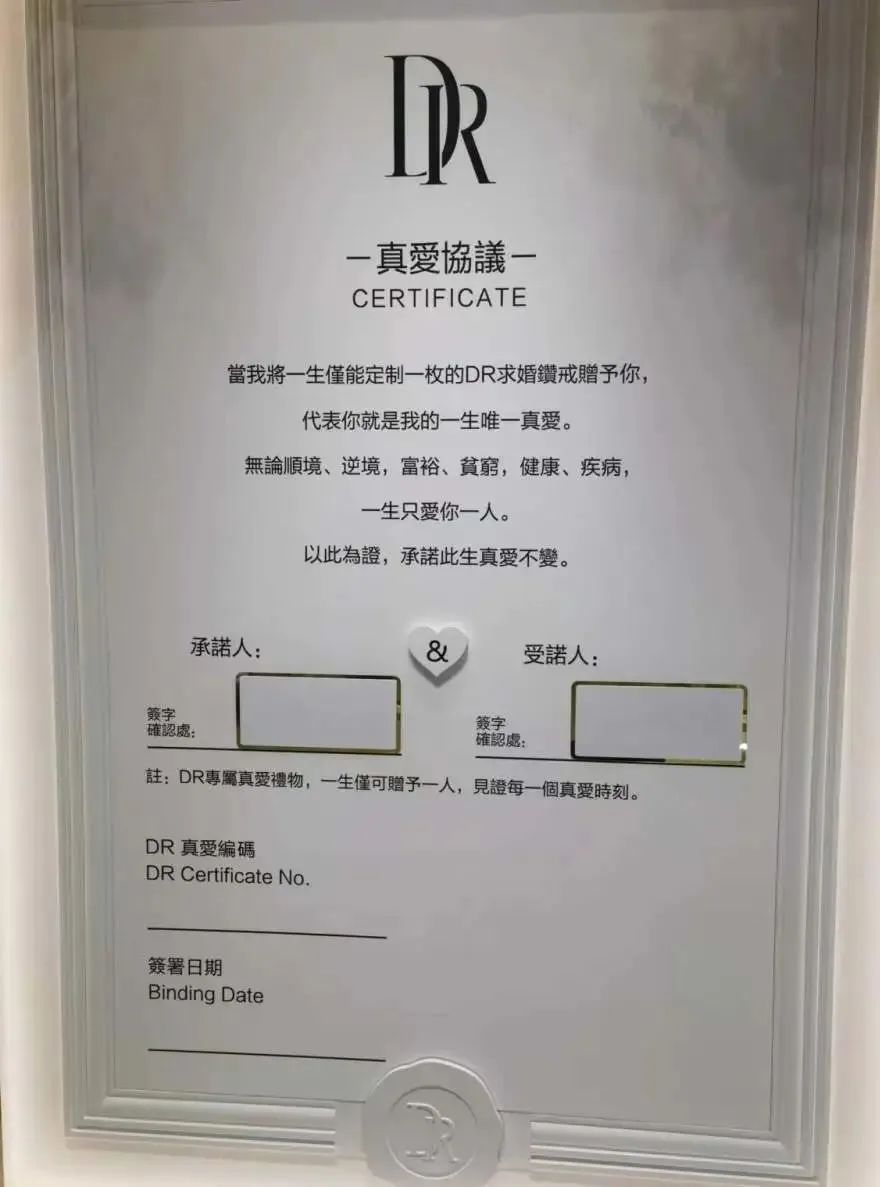 DR
－真愛協議－
CERTIFICATE
當我將一生僅能定制一枚的DR求婚鑽戒贈予你，
代表你就是我的一生唯一真愛。
無論順境、逆境，富裕、貧窮，健康、疾病，
一生只愛你一人。
以此為證，承諾此生真愛不變。
承諾人：
&
受諾人：
簽字
確認處：
簽字
確認處：
註：DR專屬真愛禮物，一生僅可贈予一人，見證每一個真愛時刻。
DR 真愛編碼
DR Certificate No.
簽署日期
Binding Date
DR